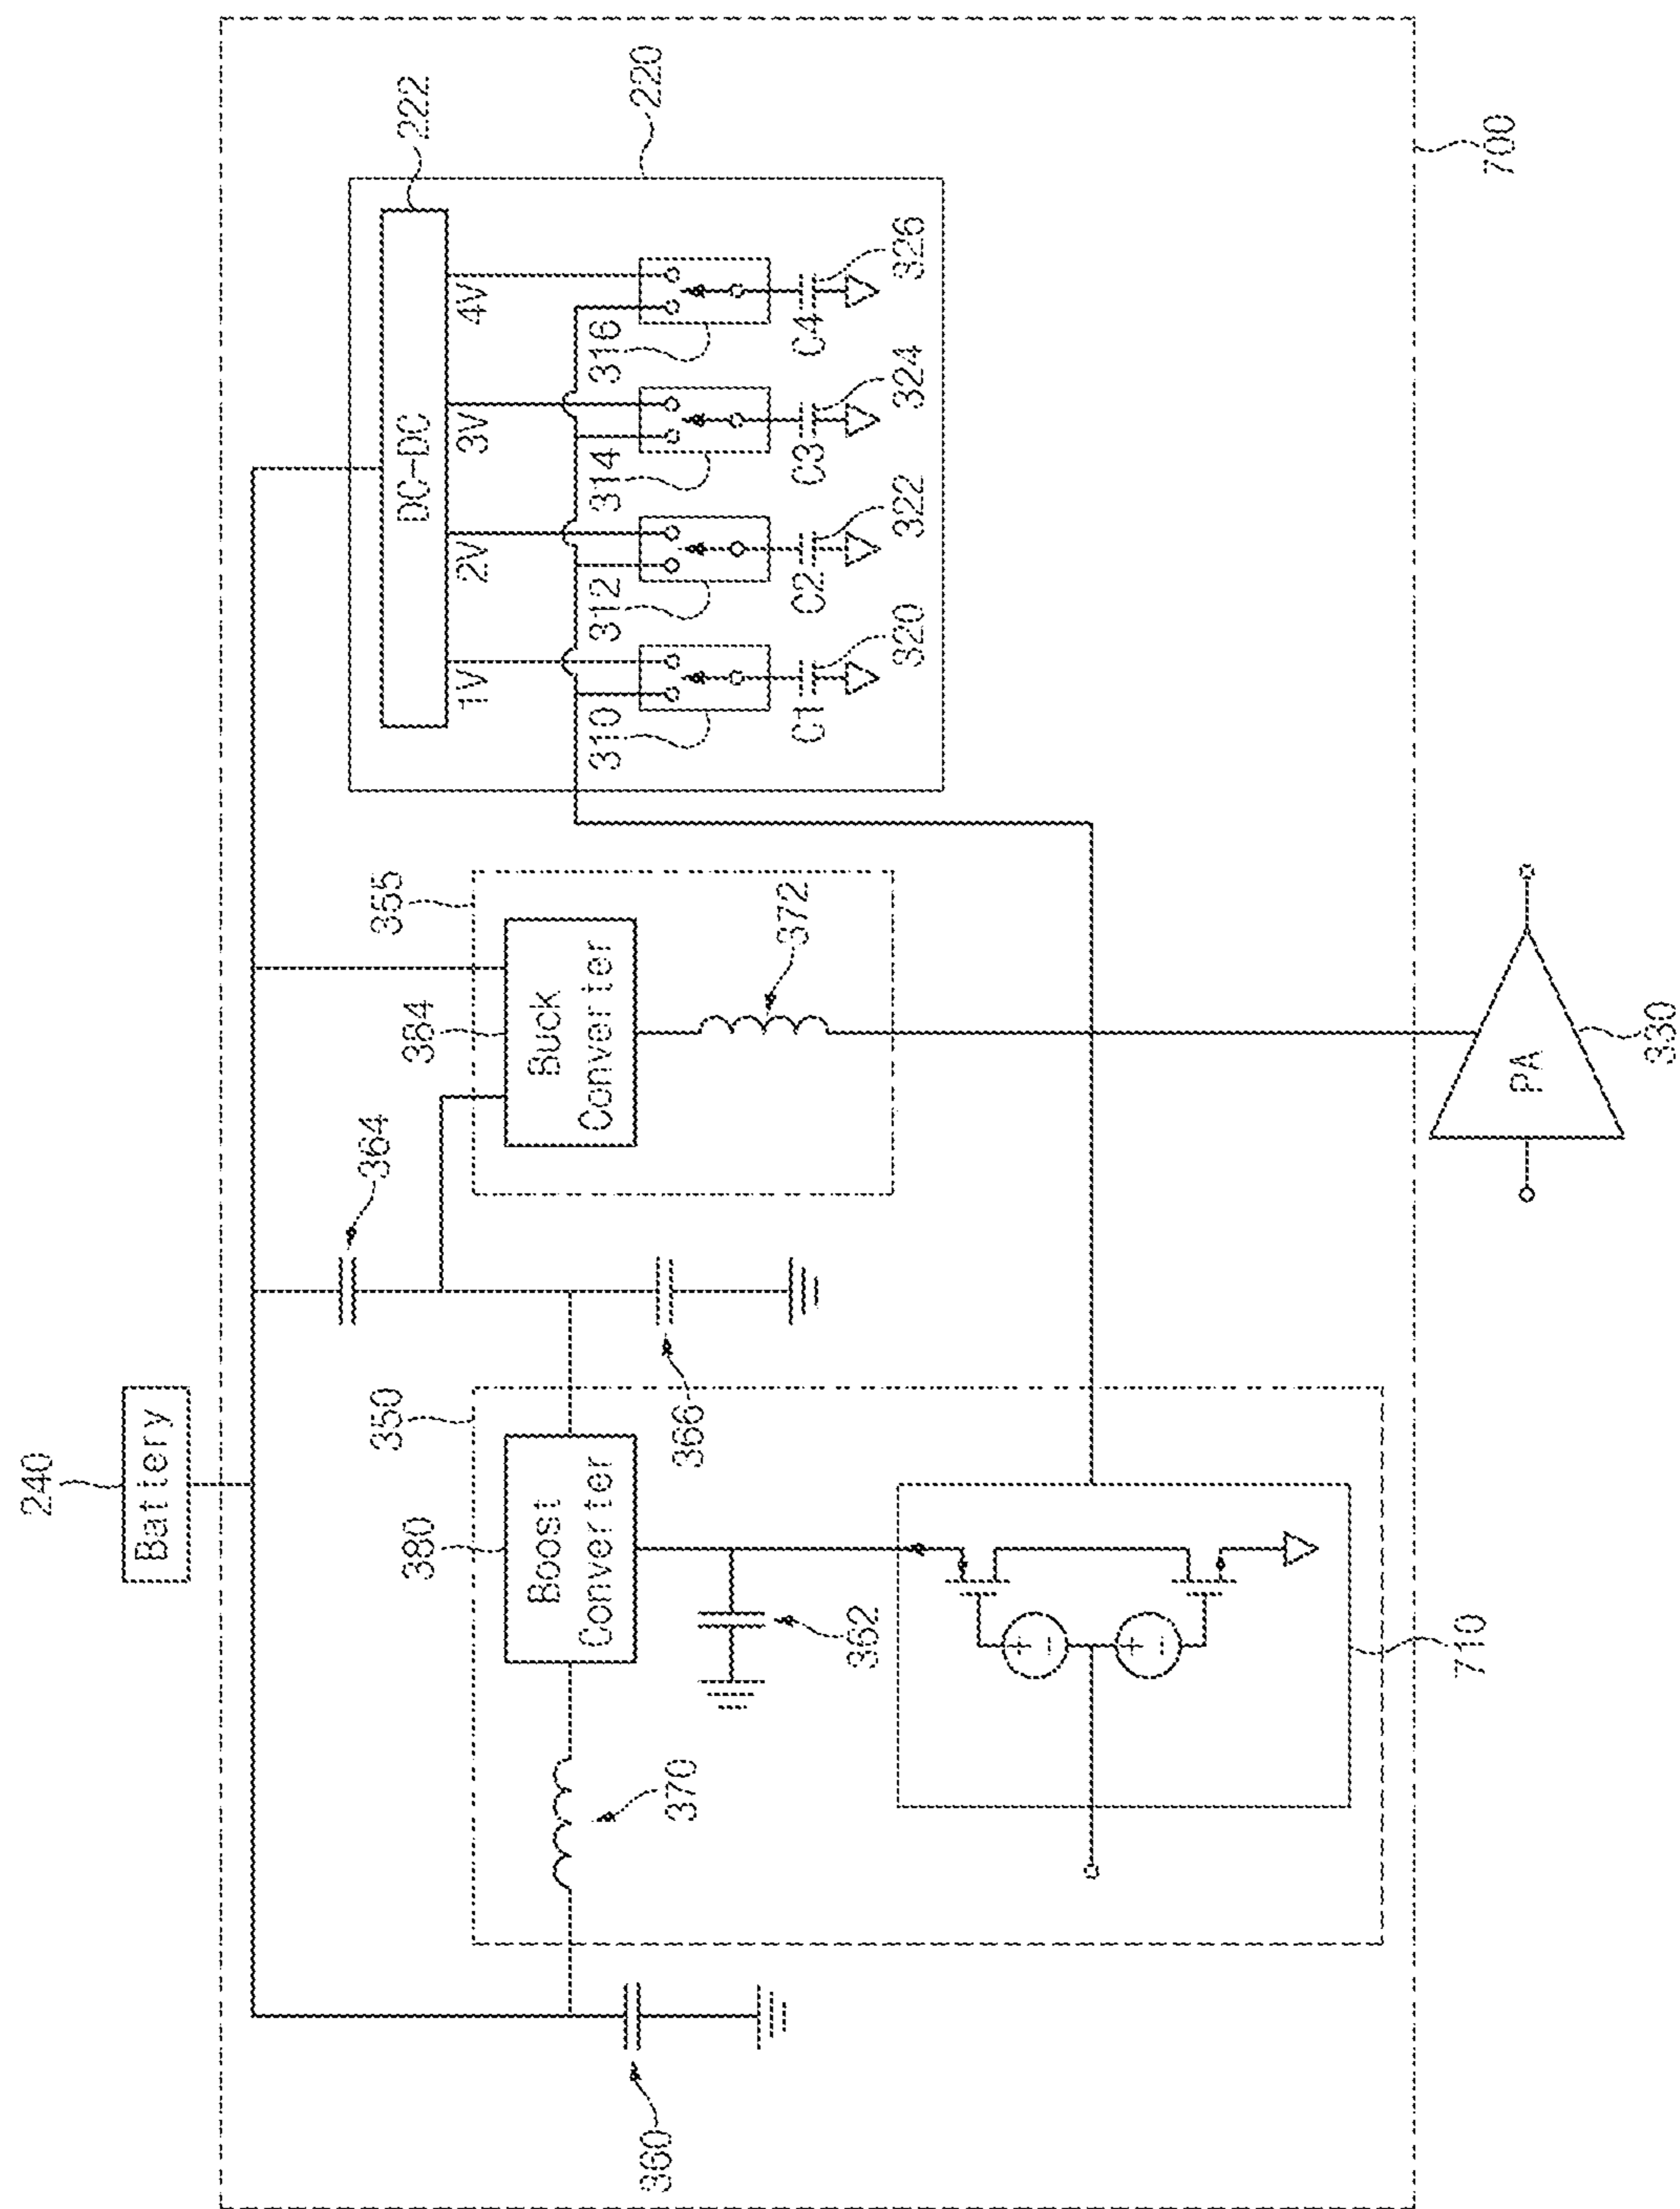 240
Battery
222
220
DC-DC
1V
2V
3V
4V
310
312
314
316
C1
C2
C3
C4
320
322
324
326
355
384
Buck
Converter
372
364
350
380
Boost
Converter
366
362
370
360
710
700
PA
330